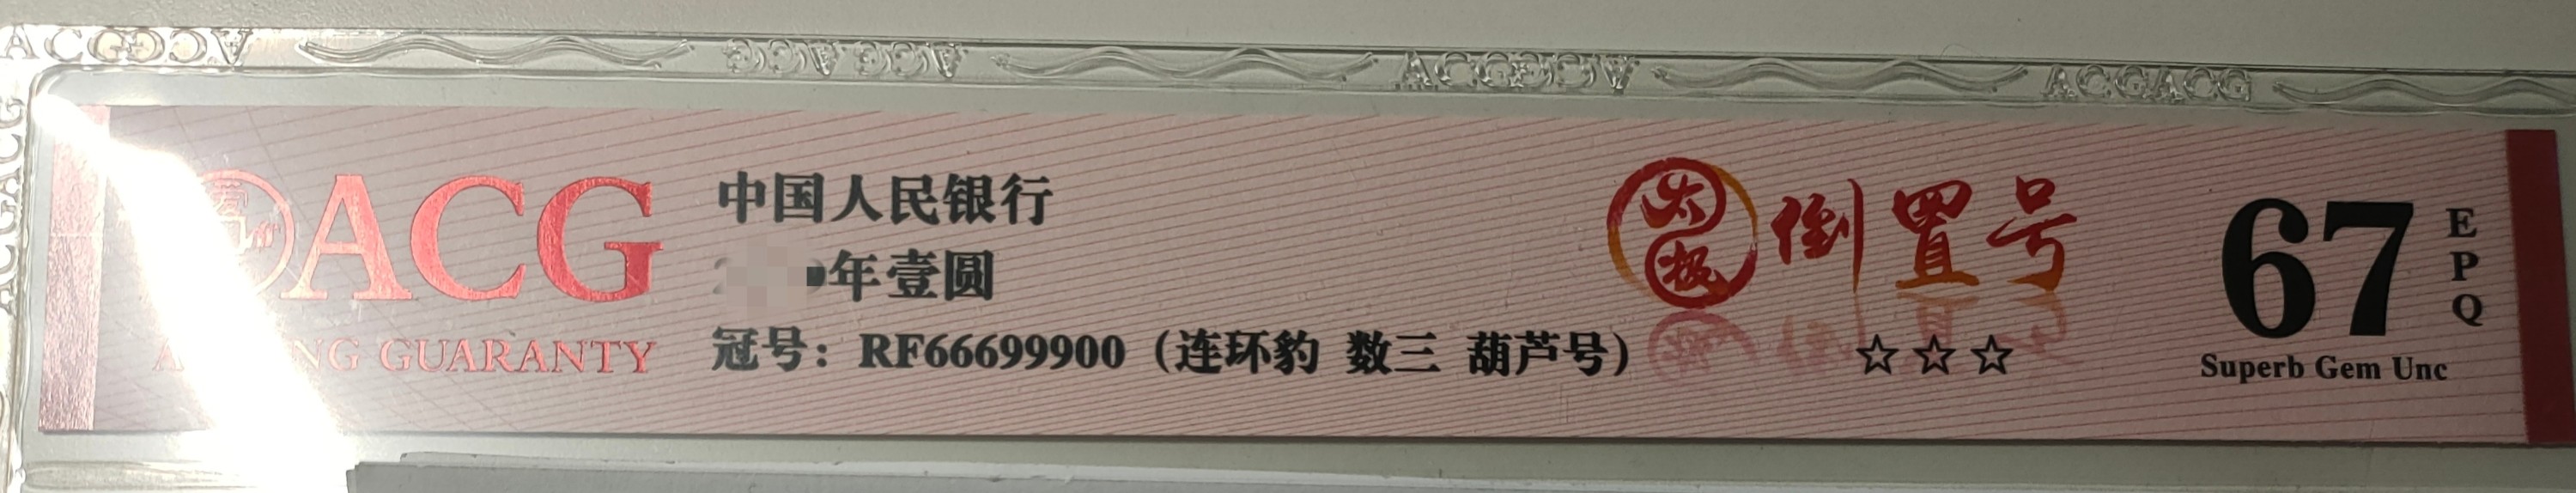 ACG
GUARANTY
中国人民银行
年壹圆
冠号：RF66699900（连环豹 数三 葫芦号）
太极 倒置号
☆☆☆
67
EPQ
Superb Gem Unc
ACGACG